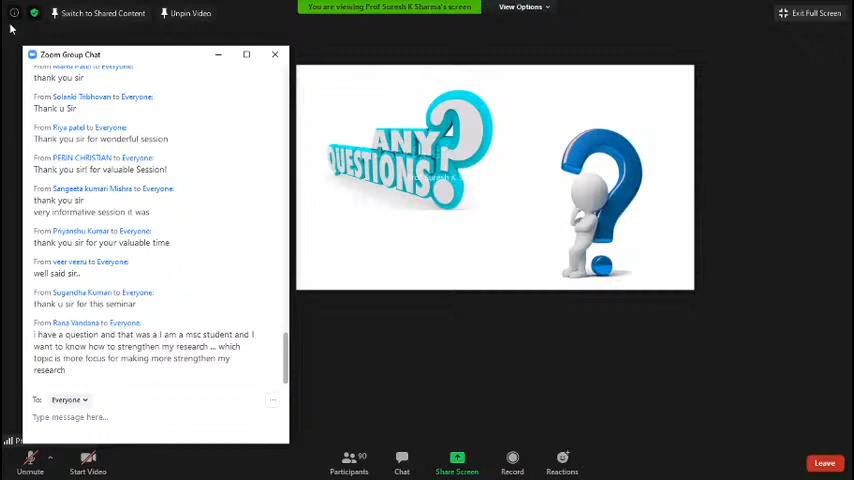 Switch to Shared Content
Unpin Video
You are viewing Prof Suresh K Sharma's screen
View Options
Exit Full Screen
Zoom Group Chat
to Everyone:
thank you sir
From Solanki Tribhovan to Everyone:
Thank u Sir
From Riya patel to Everyone:
Thank you sir for wonderful session
From PERIN CHRISTIAN to Everyone:
Thank you sir! for valuable Session!
From Sangeeta kumari Mishra to Everyone:
thank you sir
very informative session it was
From Priyanshu Kumar to Everyone:
thank you sir for your valuable time
From veer veeru to Everyone:
well said sir..
From Sugandha Kumari to Everyone:
thank u sir for this seminar
From Rana Vandana to Everyone:
i have a question and that was a I am a msc student and I
want to know how to strengthen my research ... which
topic is more focus for making more strengthen my
research
To: Everyone
Type message here...
ANY
QUESTIONS
?
Prof Suresh K
?
Unmute
Start Video
90
Participants
Chat
Share Screen
Record
Reactions
Leave